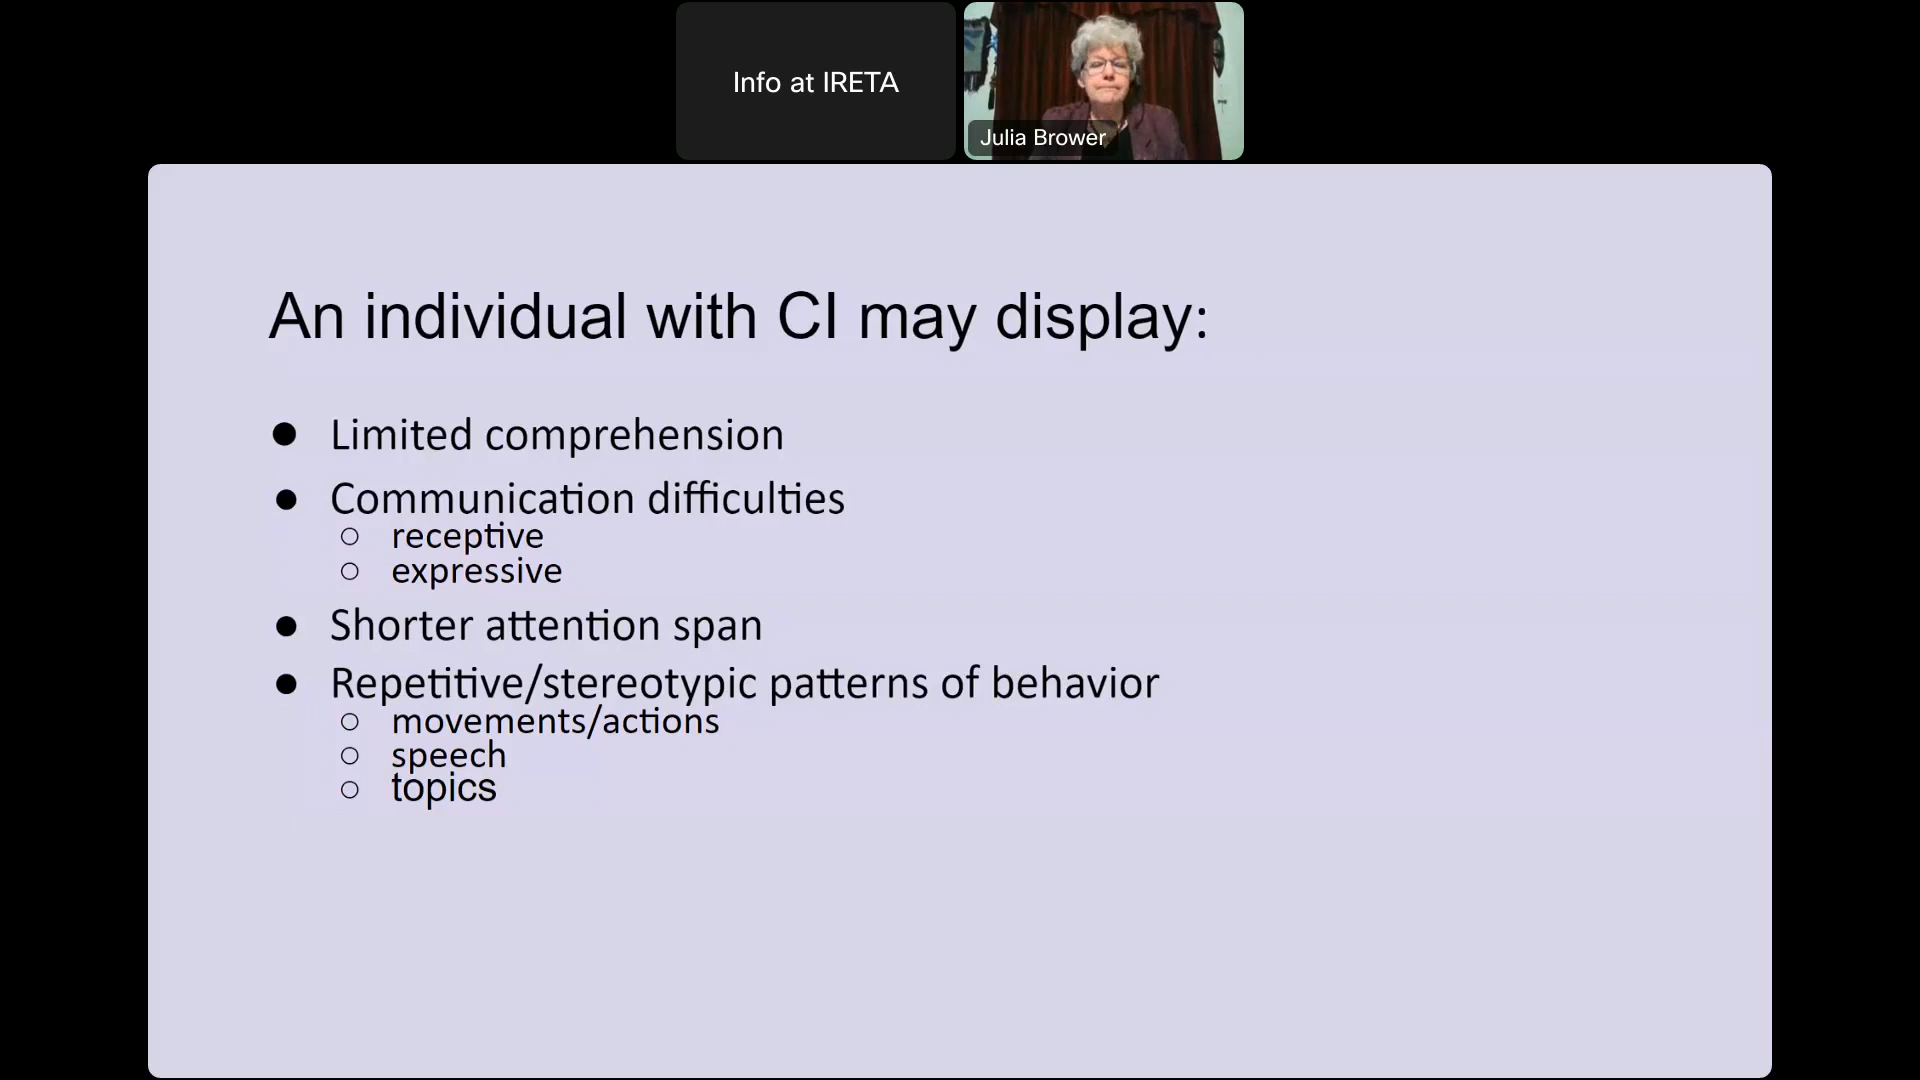 Info at IRETA
Julia Brower
An individual with CI may display:
● Limited comprehension
● Communication difficulties
○ receptive
○ expressive
● Shorter attention span
● Repetitive/stereotypic patterns of behavior
○ movements/actions
○ speech
○ topics